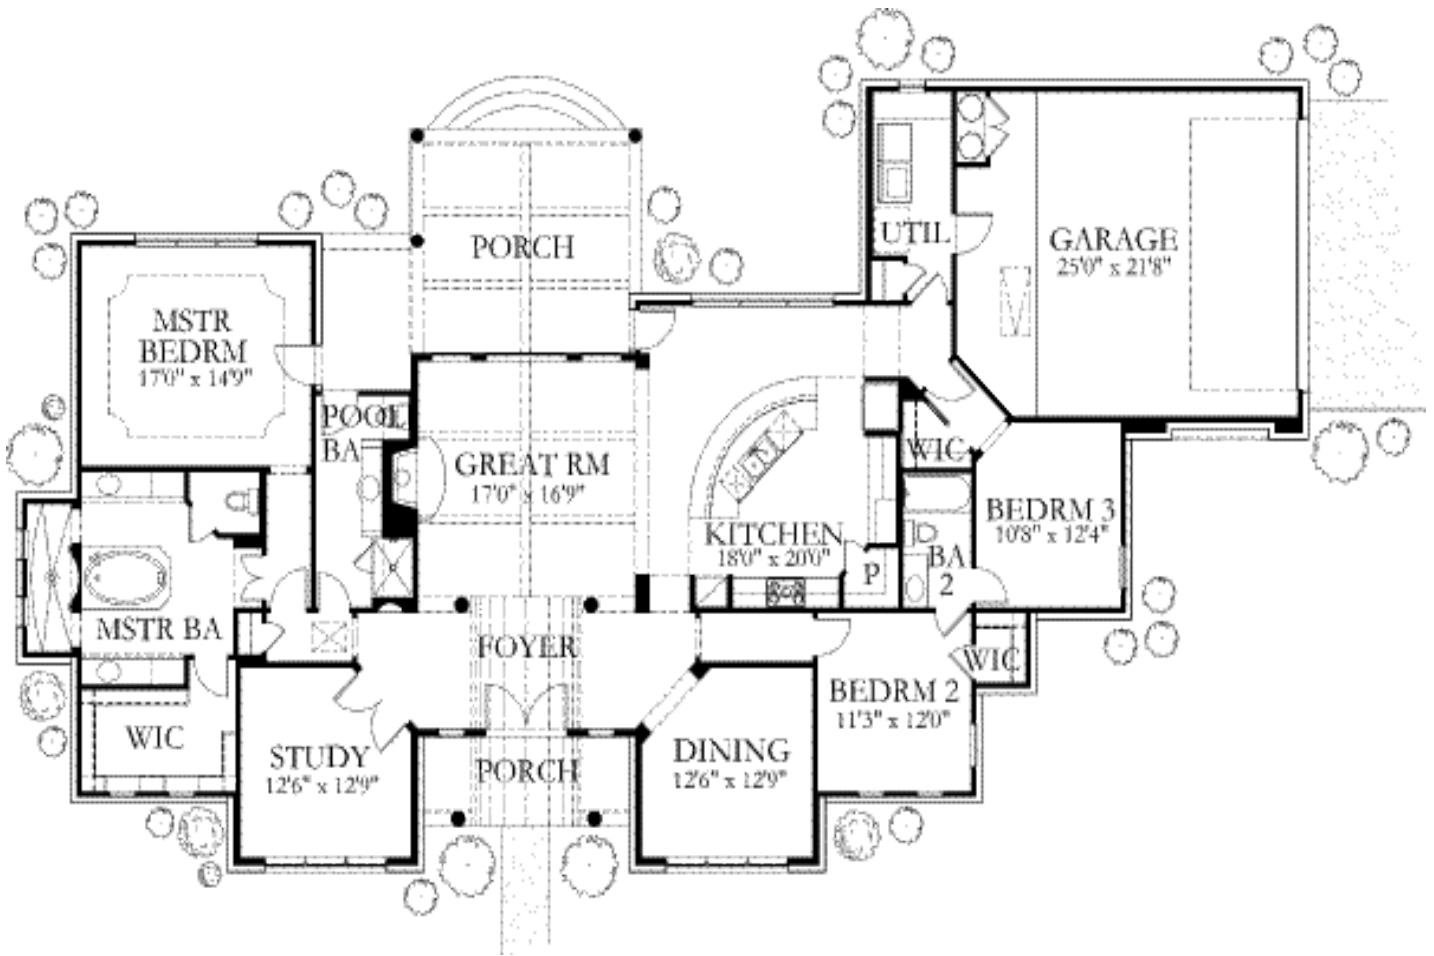 UTIL
GARAGE
25'0" x 21'8"
PORCH
MSTR
BEDRM
17'0" x 14'9"
POOL
BA
GREAT RM
17'0" x 16'9"
WIC
KITCHEN
18'0" x 20'0"
P
BA
2
BEDRM 3
10'8" x 12'4"
MSTR BA
FOYER
WIC
BEDRM 2
11'3" x 12'0"
WIC
STUDY
12'6" x 12'9"
PORCH
DINING
12'6" x 12'9"